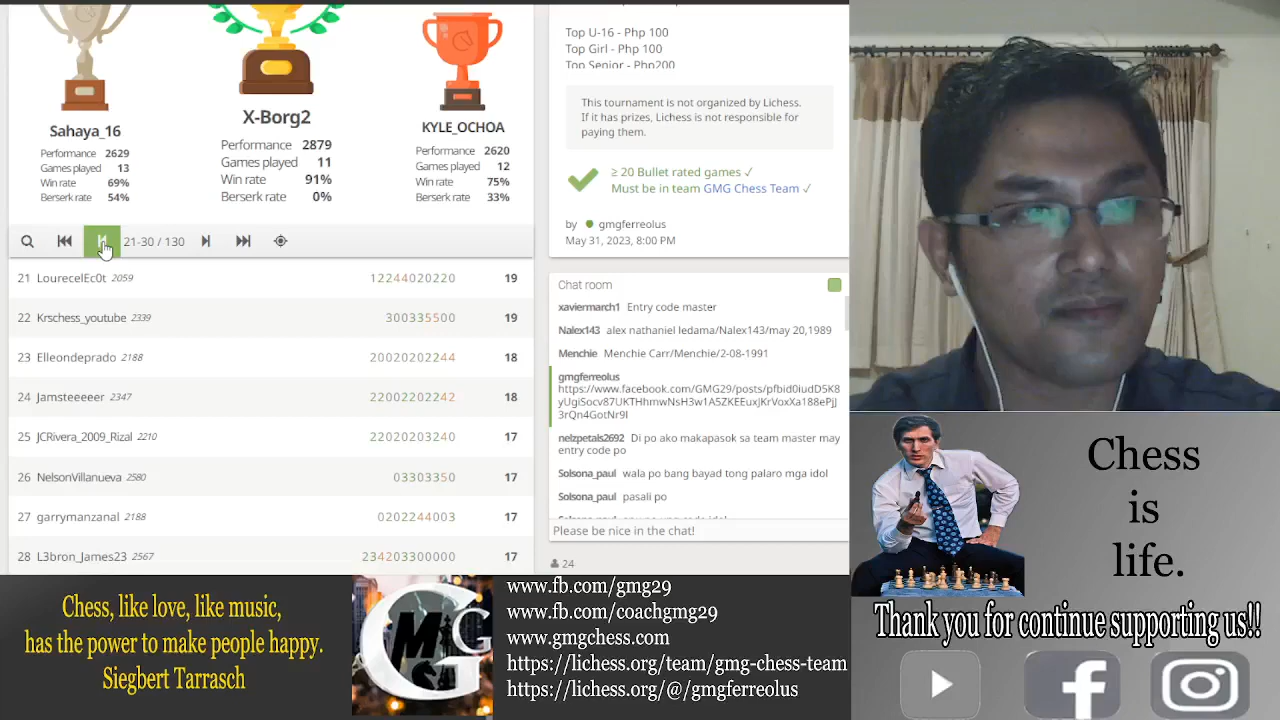 Sahaya_16
Performance 2629
Games played 13
Win rate 69%
Berserk rate 54%
X-Borg2
Performance 2879
Games played 11
Win rate 91%
Berserk rate 0%
KYLE_OCHOA
Performance 2620
Games played 12
Win rate 75%
Berserk rate 33%
21-30 / 130
21 LourecelEc0t 2059 12244020220 19
22 Krschess_youtube 2339 300335500 19
23 Elleondeprado 2188 20020202244 18
24 Jamsteeeeer 2347 22002202242 18
25 JCRivera_2009_Rizal 2210 22020203240 17
26 NelsonVillanueva 2580 03303350 17
27 garrymanzanal 2188 0202244003 17
28 L3bron_James23 2567 234203300000 17
Top U-16 - Php 100
Top Girl - Php 100
Top Senior - Php200
This tournament is not organized by Lichess.
If it has prizes, Lichess is not responsible for
paying them.
≥ 20 Bullet rated games ✓
Must be in team GMG Chess Team ✓
by gmgferreolus
May 31, 2023, 8:00 PM
Chat room
xaviermarch1 Entry code master
Nalex143 alex nathaniel ledama/Nalex143/may 20,1989
Menchie Menchie Carr/Menchie/2-08-1991
gmgferreolus
https://www.facebook.com/GMG29/posts/pfbid0iudD5K8
yUgiSocv87UKTHhmwNsH3w1A5ZKEEuxJKrVoxXa188ePjJ
3rQn4GotNr9l
nelzpetals2692 Di po ako makapasok sa team master may
entry code po
Solsona_paul wala po bang bayad tong palaro mga idol
Solsona_paul pasali po
Please be nice in the chat!
24
Chess
is
life.
Thank you for continue supporting us!!
Chess, like love, like music,
has the power to make people happy.
Siegbert Tarrasch
GMG
www.fb.com/gmg29
www.fb.com/coachgmg29
www.gmgchess.com
https://lichess.org/team/gmg-chess-team
https://lichess.org/@/gmgferreolus